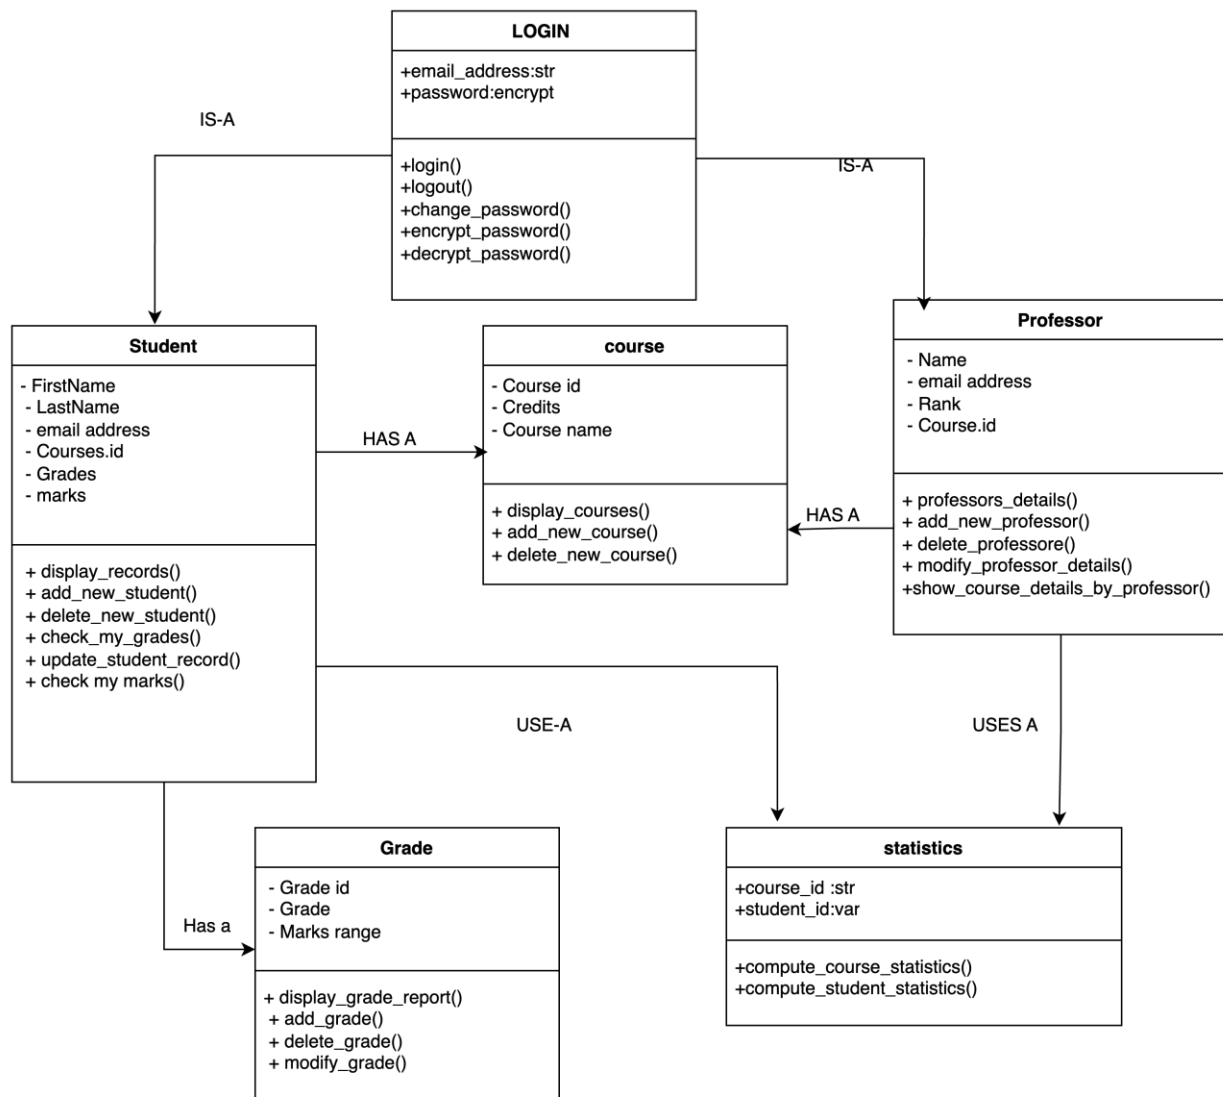 LOGIN
+email_address:str
+password:encrypt
+login()
+logout()
+change_password()
+encrypt_password()
+decrypt_password()
IS-A
IS-A
Student
- FirstName
- LastName
- email address
- Courses.id
- Grades
- marks
+ display_records()
+ add_new_student()
+ delete_new_student()
+ check_my_grades()
+ update_student_record()
+ check my marks()
HAS A
course
- Course id
- Credits
- Course name
+ display_courses()
+ add_new_course()
+ delete_new_course()
HAS A
Professor
- Name
- email address
- Rank
- Course.id
+ professors_details()
+ add_new_professor()
+ delete_professore()
+ modify_professor_details()
+show_course_details_by_professor()
USE-A
USES A
Has a
Grade
- Grade id
- Grade
- Marks range
+ display_grade_report()
+ add_grade()
+ delete_grade()
+ modify_grade()
statistics
+course_id :str
+student_id:var
+compute_course_statistics()
+compute_student_statistics()